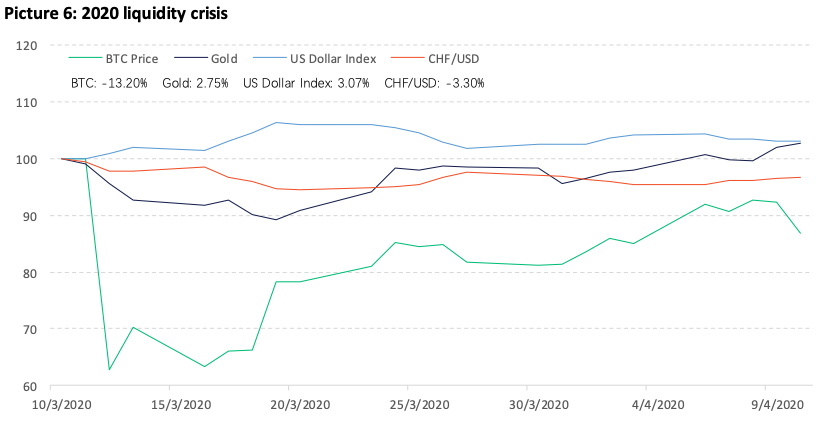 Picture 6: 2020 liquidity crisis
120
BTC Price Gold US Dollar Index CHF/USD
BTC: -13.20% Gold: 2.75% US Dollar Index: 3.07% CHF/USD: -3.30%
110
100
90
80
70
60
10/3/2020 15/3/2020 20/3/2020 25/3/2020 30/3/2020 4/4/2020 9/4/2020